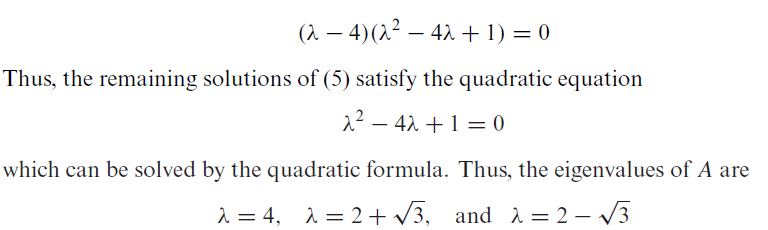 (λ − 4)(λ² − 4λ + 1) = 0
Thus, the remaining solutions of (5) satisfy the quadratic equation
λ² − 4λ + 1 = 0
which can be solved by the quadratic formula. Thus, the eigenvalues of A are
λ = 4, λ = 2 + √3, and λ = 2 − √3